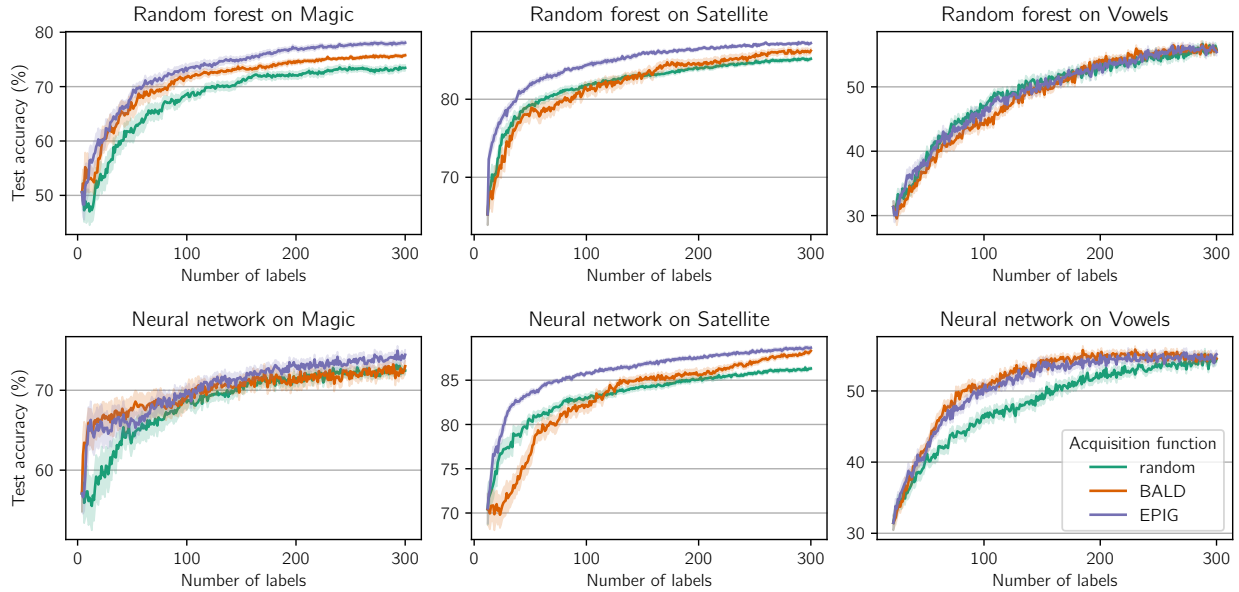 Random forest on Magic
Random forest on Satellite
Random forest on Vowels
Test accuracy (%)
80
70
60
50
0
100
200
300
Number of labels
80
70
0
100
200
300
Number of labels
50
40
30
100
200
300
Number of labels
Neural network on Magic
Neural network on Satellite
Neural network on Vowels
Test accuracy (%)
70
60
0
100
200
300
Number of labels
85
80
75
70
0
100
200
300
Number of labels
50
40
30
100
200
300
Number of labels
Acquisition function
random
BALD
EPIG